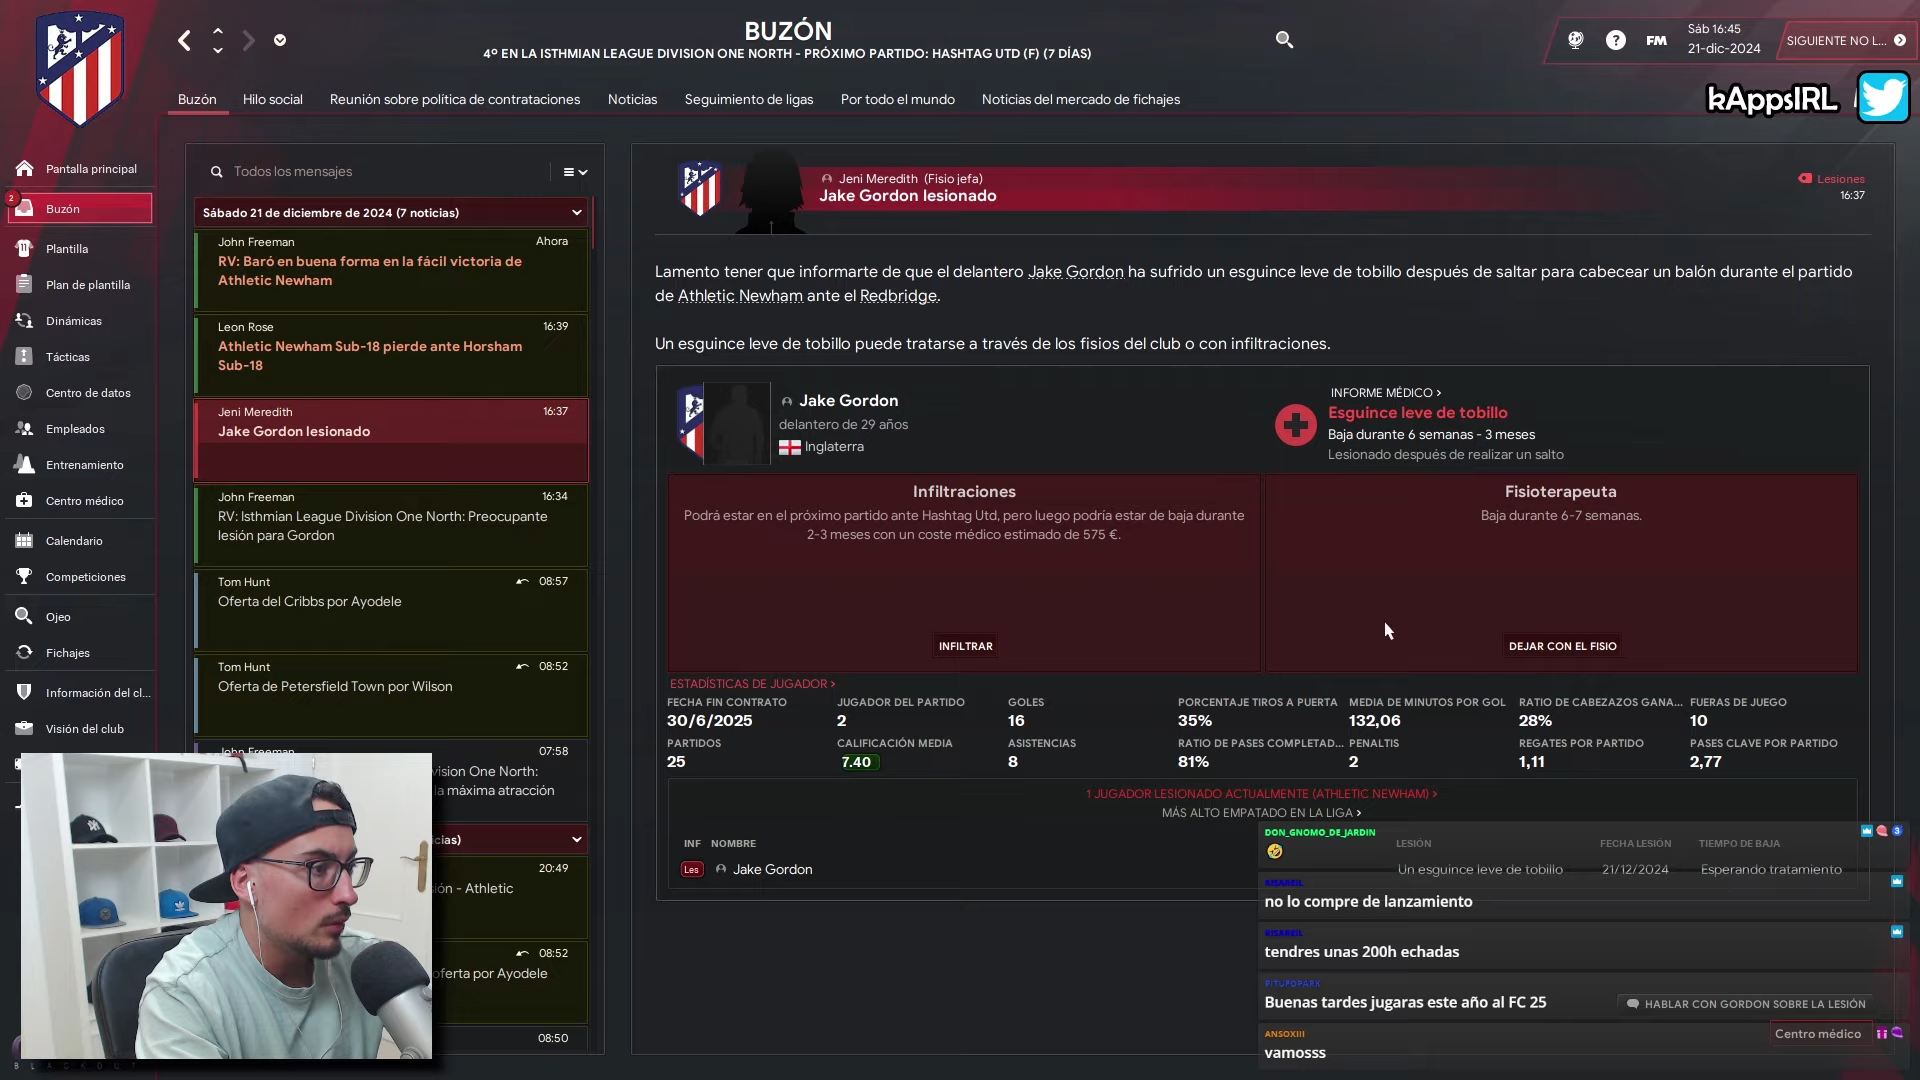 BUZÓN
4º EN LA ISTHMIAN LEAGUE DIVISION ONE NORTH - PRÓXIMO PARTIDO: HASHTAG UTD (F) (7 DÍAS)
FM
Sáb 16:45
21-dic-2024
SIGUIENTE NO L...
Buzón
Hilo social
Reunión sobre política de contrataciones
Noticias
Seguimiento de ligas
Por todo el mundo
Noticias del mercado de fichajes
kAppsIRL
Pantalla principal
2
Buzón
Plantilla
Plan de plantilla
Dinámicas
Tácticas
Centro de datos
Empleados
Entrenamiento
Centro médico
Calendario
Competiciones
Ojeo
Fichajes
Información del cl...
Visión del club
Todos los mensajes
Sábado 21 de diciembre de 2024 (7 noticias)
John Freeman
Ahora
RV: Baró en buena forma en la fácil victoria de
Athletic Newham
Leon Rose
16:39
Athletic Newham Sub-18 pierde ante Horsham
Sub-18
Jeni Meredith
16:37
Jake Gordon lesionado
John Freeman
16:34
RV: Isthmian League Division One North: Preocupante
lesión para Gordon
Tom Hunt
08:57
Oferta del Cribbs por Ayodele
Tom Hunt
08:52
Oferta de Petersfield Town por Wilson
John Freeman
07:58
vision One North:
la máxima atracción
cias)
20:49
ión - Athletic
08:52
oferta por Ayodele
08:50
Jeni Meredith (Fisio jefa)
Jake Gordon lesionado
Lesiones
16:37
Lamento tener que informarte de que el delantero Jake Gordon ha sufrido un esguince leve de tobillo después de saltar para cabecear un balón durante el partido
de Athletic Newham ante el Redbridge.
Un esguince leve de tobillo puede tratarse a través de los fisios del club o con infiltraciones.
Jake Gordon
delantero de 29 años
Inglaterra
INFORME MÉDICO >
Esguince leve de tobillo
Baja durante 6 semanas - 3 meses
Lesionado después de realizar un salto
Infiltraciones
Podrá estar en el próximo partido ante Hashtag Utd, pero luego podría estar de baja durante
2-3 meses con un coste médico estimado de 575 €.
INFILTRAR
Fisioterapeuta
Baja durante 6-7 semanas.
DEJAR CON EL FISIO
ESTADÍSTICAS DE JUGADOR >
FECHA FIN CONTRATO
30/6/2025
JUGADOR DEL PARTIDO
2
GOLES
16
PORCENTAJE TIROS A PUERTA
35%
MEDIA DE MINUTOS POR GOL
132,06
RATIO DE CABEZAZOS GANA...
28%
FUERAS DE JUEGO
10
PARTIDOS
25
CALIFICACIÓN MEDIA
7.40
ASISTENCIAS
8
RATIO DE PASES COMPLETAD...
81%
PENALTIS
2
REGATES POR PARTIDO
1,11
PASES CLAVE POR PARTIDO
2,77
1 JUGADOR LESIONADO ACTUALMENTE (ATHLETIC NEWHAM) >
MÁS ALTO EMPATADO EN LA LIGA >
INF NOMBRE
LESIÓN
FECHA LESIÓN
TIEMPO DE BAJA
Les
Jake Gordon
Un esguince leve de tobillo
21/12/2024
Esperando tratamiento
DON_GNOMO_DE_JARDIN
3
no lo compre de lanzamiento
tendres unas 200h echadas
PITUFOPARK
Buenas tardes jugaras este año al FC 25
HABLAR CON GORDON SOBRE LA LESIÓN
ANSOXIII
Centro médico
vamosss